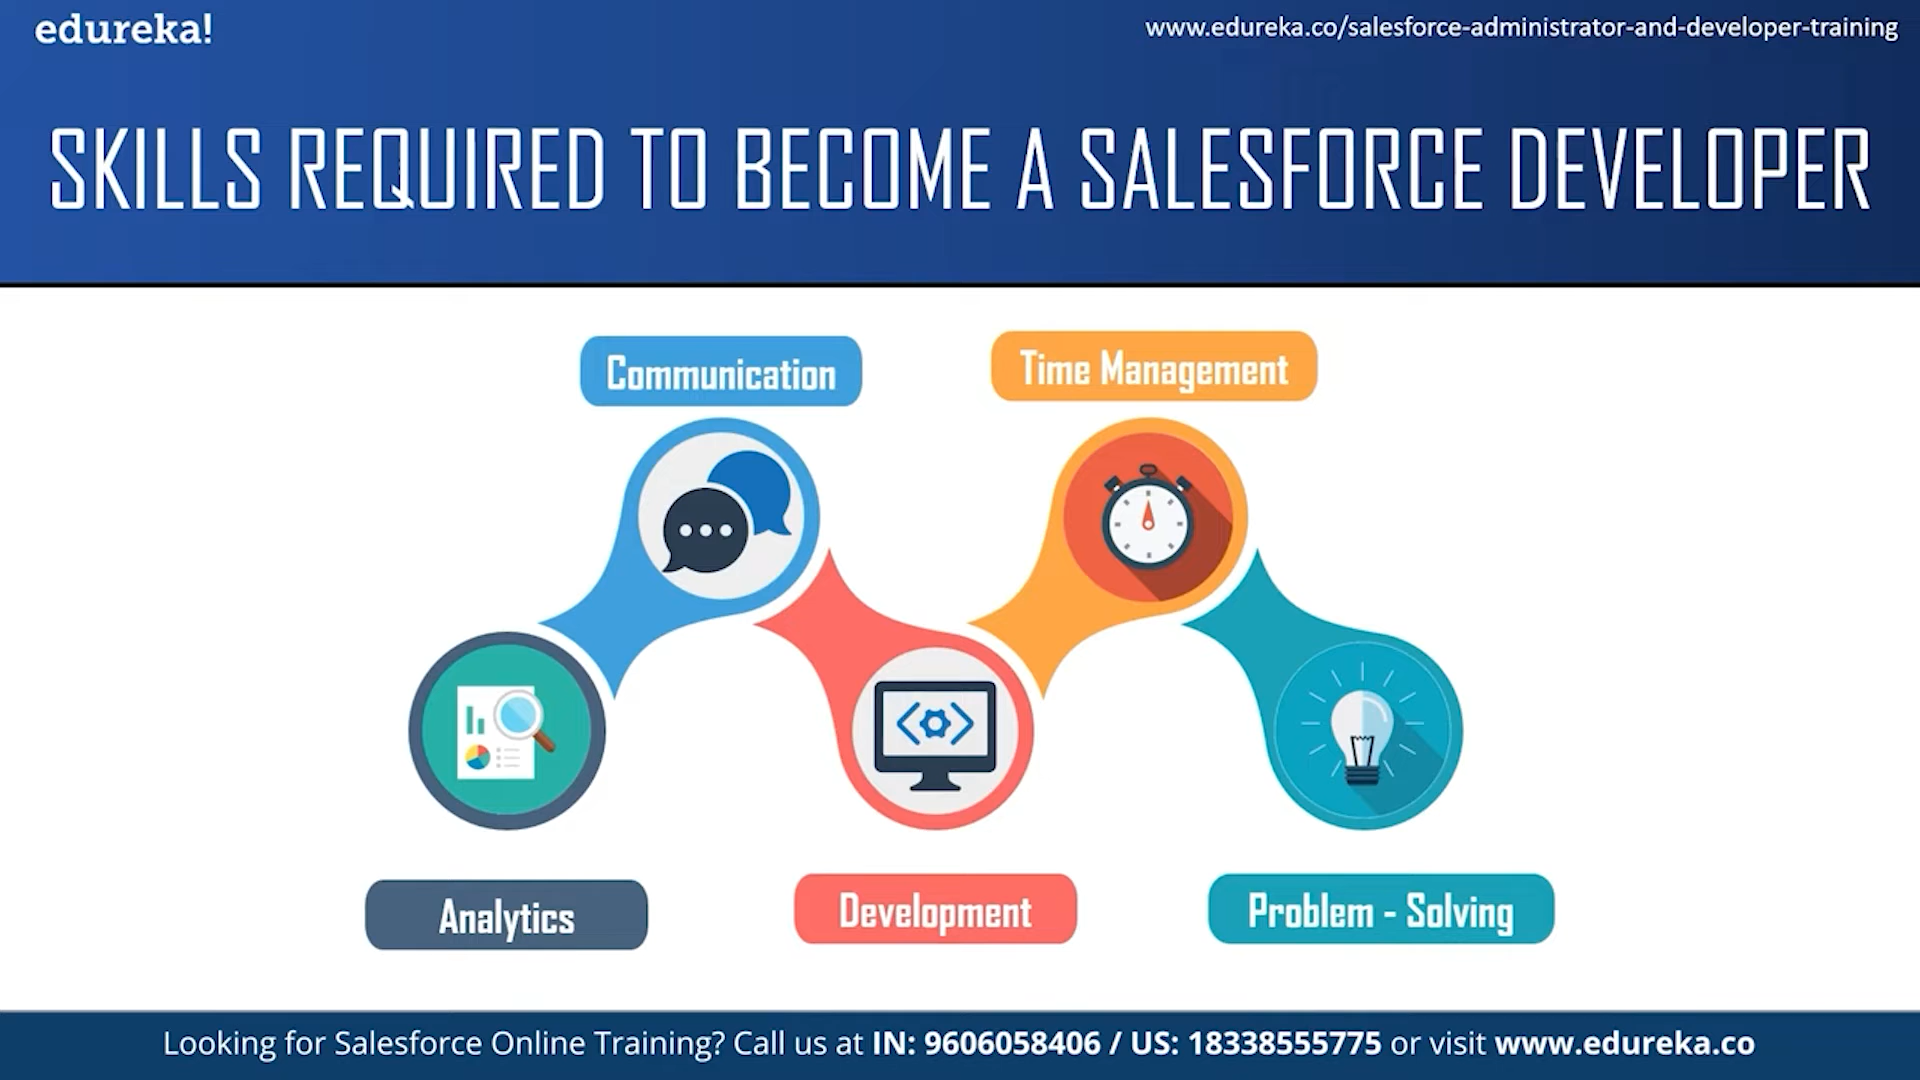 edureka!
www.edureka.co/salesforce-administrator-and-developer-training
SKILLS REQUIRED TO BECOME A SALESFORCE DEVELOPER
Communication
Time Management
Analytics
Development
Problem - Solving
Looking for Salesforce Online Training? Call us at IN: 9606058406 / US: 18338555775 or visit www.edureka.co